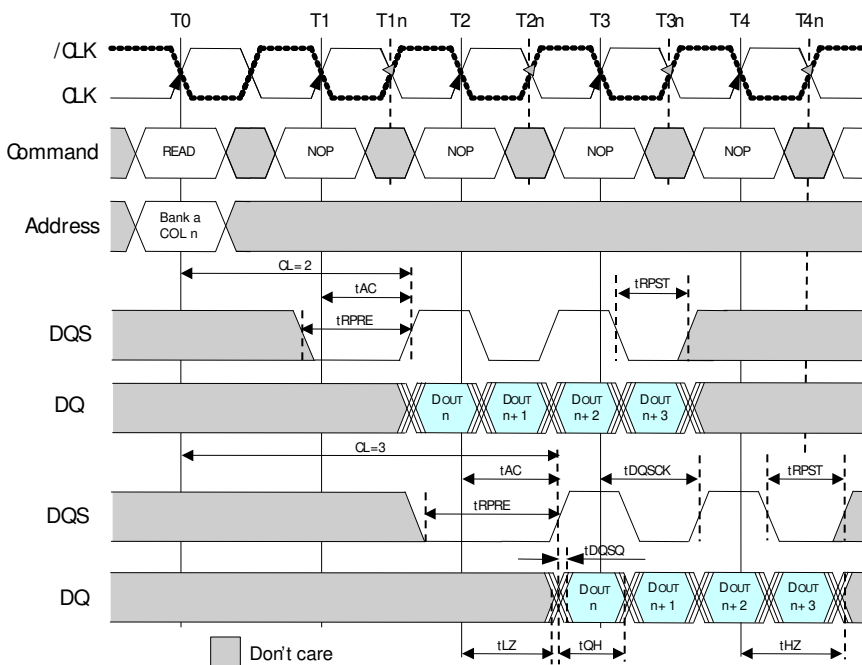 T0 T1 T1n T2 T2n T3 T3n T4 T4n
/CLK
CLK
Command READ NOP NOP NOP NOP
Address Bank a COL n
CL=2
tAC
tRPST
tRPRE
DQS
DQ DOUT n DOUT n+1 DOUT n+2 DOUT n+3
CL=3
tAC tDQSCK tRPST
tRPRE
DQS
tDQSQ
DQ DOUT n DOUT n+1 DOUT n+2 DOUT n+3
tLZ tQH tHZ
Don't care